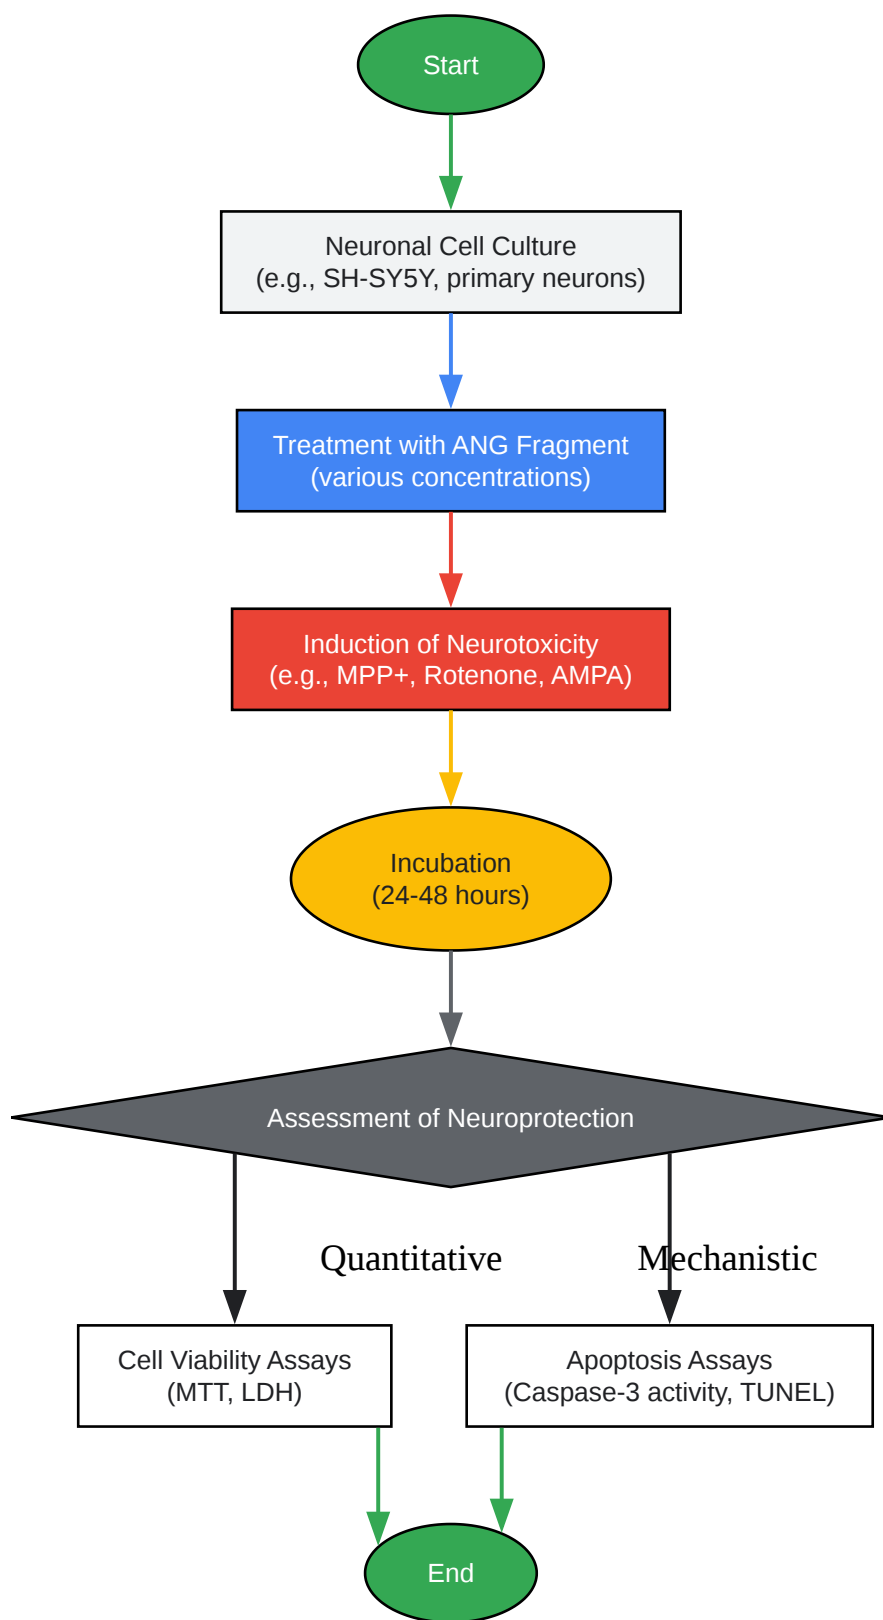 Start
Neuronal Cell Culture
(e.g., SH-SY5Y, primary neurons)
Treatment with ANG Fragment
(various concentrations)
Induction of Neurotoxicity
(e.g., MPP+, Rotenone, AMPA)
Incubation
(24-48 hours)
Assessment of Neuroprotection
Quantitative
Mechanistic
Cell Viability Assays
(MTT, LDH)
Apoptosis Assays
(Caspase-3 activity, TUNEL)
End